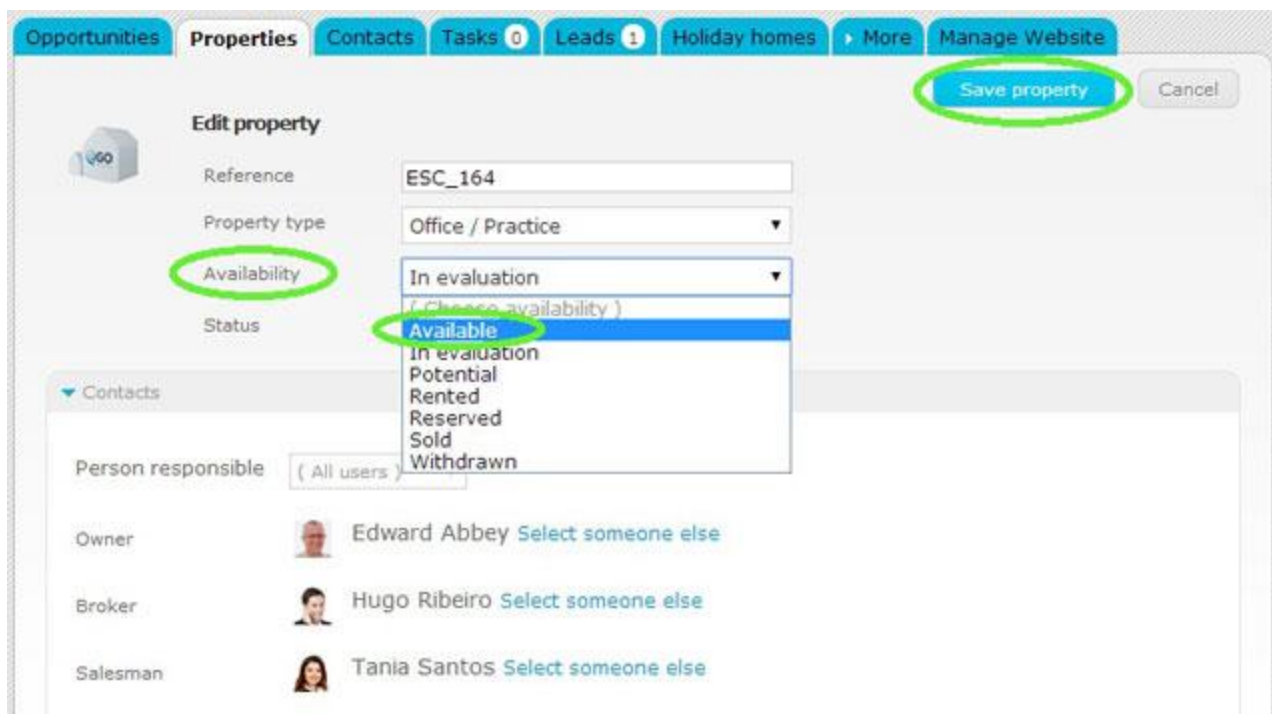 Opportunities Properties Contacts Tasks 0 Leads 1 Holiday homes More Manage Website
Save property Cancel
Edit property
eGO
Reference ESC_164
Property type Office / Practice
Availability In evaluation
( Choose availability )
Status Available
In evaluation
Potential
Rented
Reserved
Sold
Withdrawn
Contacts
Person responsible ( All users )
Owner Edward Abbey Select someone else
Broker Hugo Ribeiro Select someone else
Salesman Tania Santos Select someone else